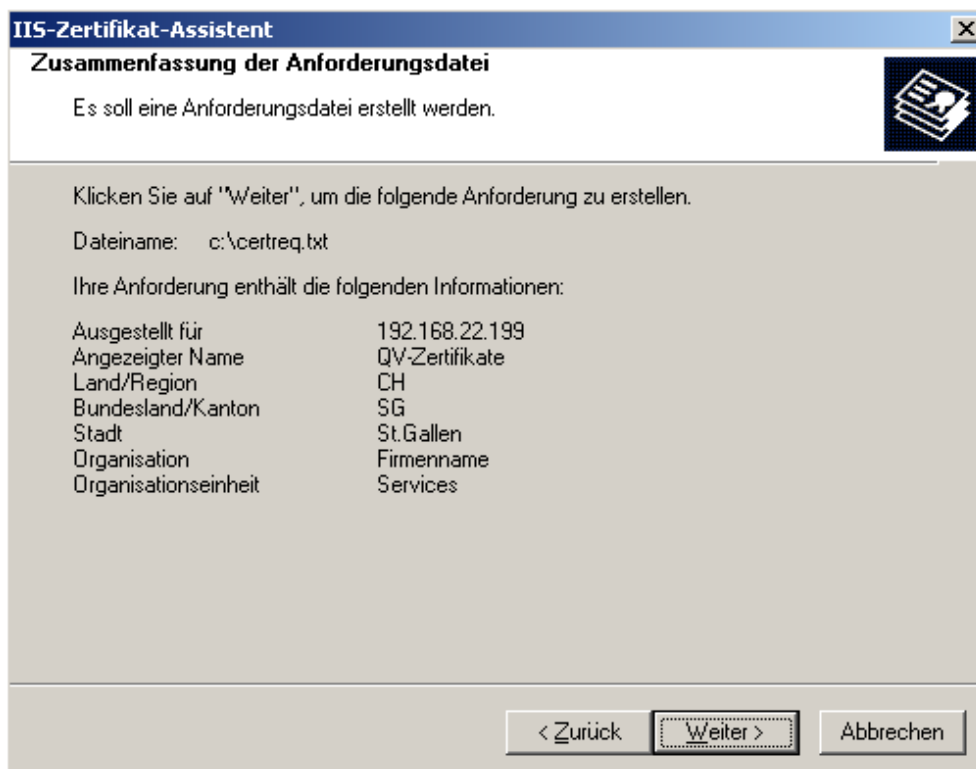 IIS-Zertifikat-Assistent
Zusammenfassung der Anforderungsdatei
Es soll eine Anforderungsdatei erstellt werden.
Klicken Sie auf "Weiter", um die folgende Anforderung zu erstellen.
Dateiname: c:\certreq.txt
Ihre Anforderung enthält die folgenden Informationen:
Ausgestellt für 192.168.22.199
Angezeigter Name QV-Zertifikate
Land/Region CH
Bundesland/Kanton SG
Stadt St.Gallen
Organisation Firmenname
Organisationseinheit Services
< Zurück Weiter > Abbrechen